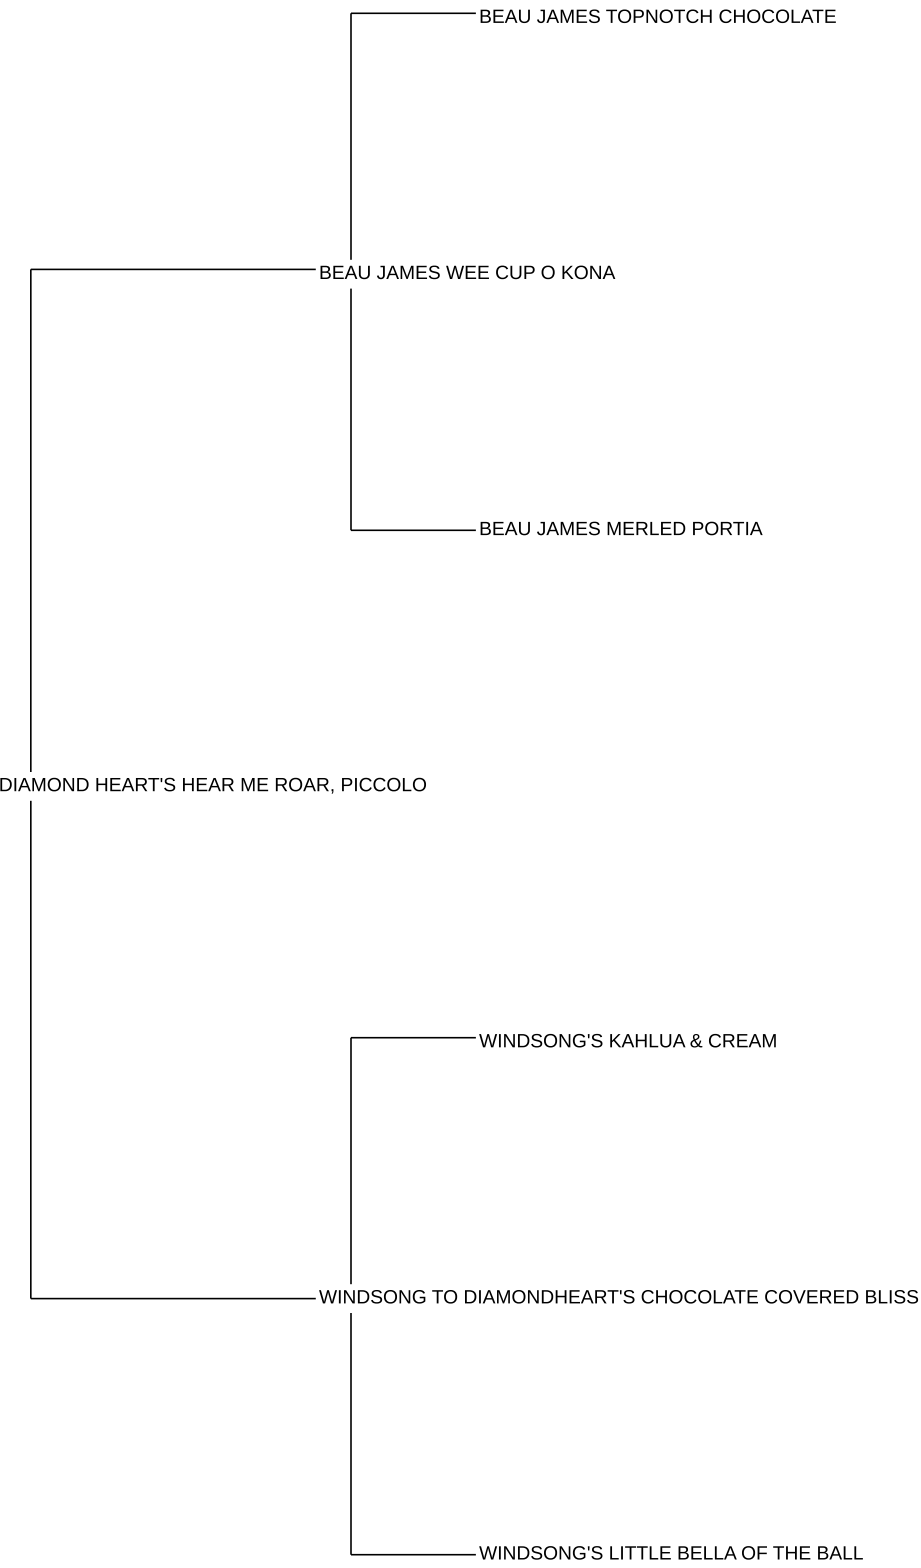 BEAU JAMES TOPNOTCH CHOCOLATE
BEAU JAMES WEE CUP O KONA
BEAU JAMES MERLED PORTIA
DIAMOND HEART'S HEAR ME ROAR, PICCOLO
WINDSONG'S KAHLUA & CREAM
WINDSONG TO DIAMONDHEART'S CHOCOLATE COVERED BLISS
WINDSONG'S LITTLE BELLA OF THE BALL